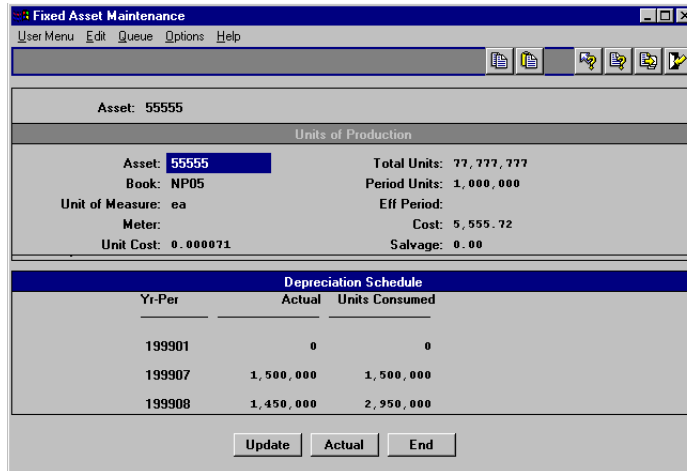 Fixed Asset Maintenance
User Menu Edit Queue Options Help
Asset: 55555
Units of Production
Asset: 55555 Total Units: 77,777,777
Book: NP05 Period Units: 1,000,000
Unit of Measure: ea Eff Period:
Meter: Cost: 5,555.72
Unit Cost: 0.000071 Salvage: 0.00
Depreciation Schedule
Yr-Per Actual Units Consumed
199901 0 0
199907 1,500,000 1,500,000
199908 1,450,000 2,950,000
Update Actual End